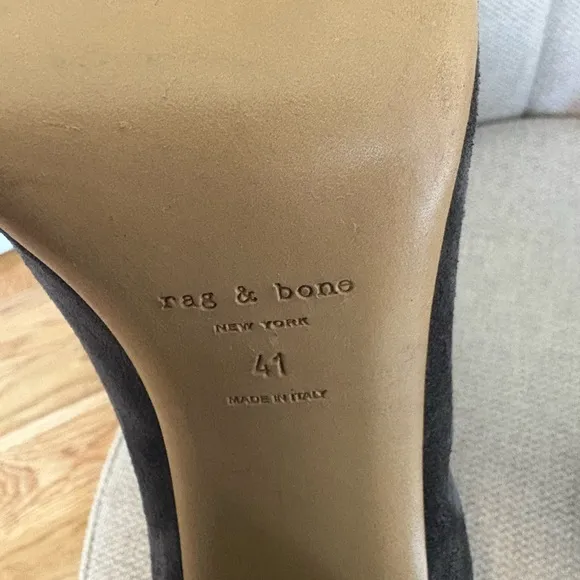 rag & bone
NEW YORK
41
MADE IN ITALY